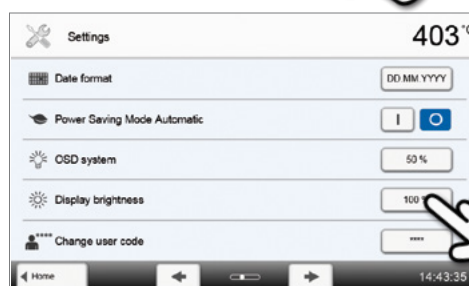 Settings 403
Date format DD.MM.YYYY
Power Saving Mode Automatic I O
OSD system 50 %
Display brightness 100
**** Change user code ****
Home 14:43:35